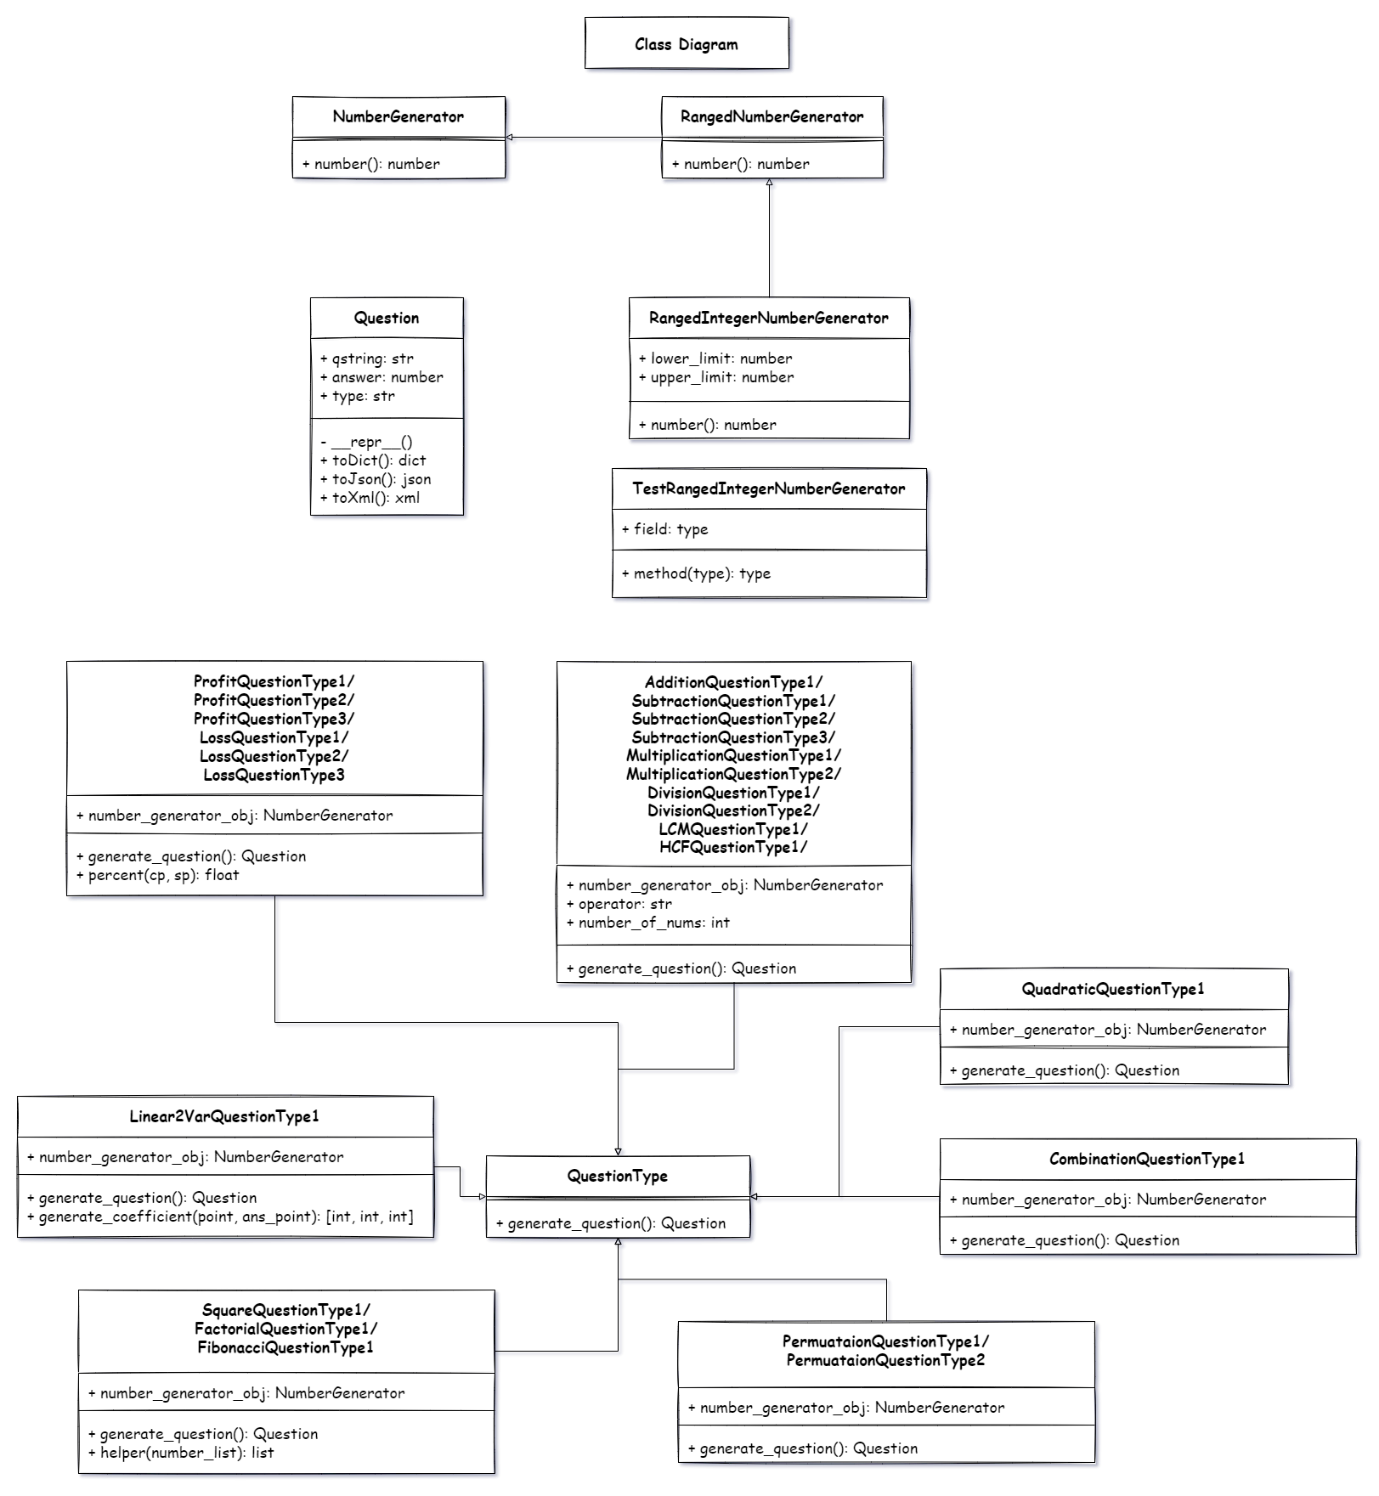 Class Diagram
NumberGenerator
+ number(): number
RangedNumberGenerator
+ number(): number
Question
+ qstring: str
+ answer: number
+ type: str
- __repr__()
+ toDict(): dict
+ toJson(): json
+ toXml(): xml
RangedIntegerNumberGenerator
+ lower_limit: number
+ upper_limit: number
+ number(): number
TestRangedIntegerNumberGenerator
+ field: type
+ method(type): type
ProfitQuestionType1/
ProfitQuestionType2/
ProfitQuestionType3/
LossQuestionType1/
LossQuestionType2/
LossQuestionType3
+ number_generator_obj: NumberGenerator
+ generate_question(): Question
+ percent(cp, sp): float
AdditionQuestionType1/
SubtractionQuestionType1/
SubtractionQuestionType2/
SubtractionQuestionType3/
MultiplicationQuestionType1/
MultiplicationQuestionType2/
DivisionQuestionType1/
DivisionQuestionType2/
LCMQuestionType1/
HCFQuestionType1/
+ number_generator_obj: NumberGenerator
+ operator: str
+ number_of_nums: int
+ generate_question(): Question
QuadraticQuestionType1
+ number_generator_obj: NumberGenerator
+ generate_question(): Question
Linear2VarQuestionType1
+ number_generator_obj: NumberGenerator
+ generate_question(): Question
+ generate_coefficient(point, ans_point): [int, int, int]
QuestionType
+ generate_question(): Question
CombinationQuestionType1
+ number_generator_obj: NumberGenerator
+ generate_question(): Question
SquareQuestionType1/
FactorialQuestionType1/
FibonacciQuestionType1
+ number_generator_obj: NumberGenerator
+ generate_question(): Question
+ helper(number_list): list
PermuataionQuestionType1/
PermuataionQuestionType2
+ number_generator_obj: NumberGenerator
+ generate_question(): Question